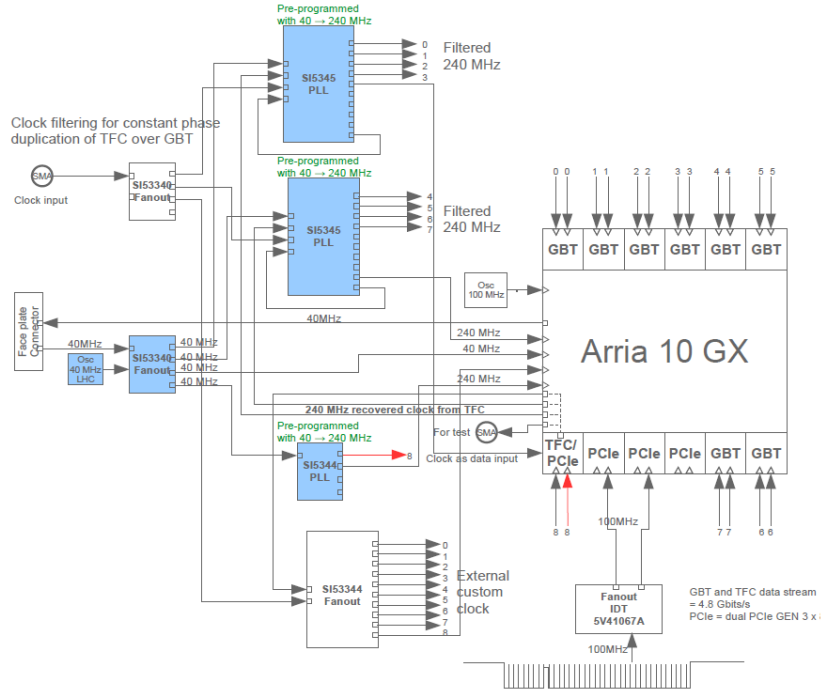 Pre-programmed
with 40 → 240 MHz
SI5345
PLL
0
1
2
3
Filtered
240 MHz
Clock filtering for constant phase
duplication of TFC over GBT
SMA
Clock input
SI53340
Fanout
Pre-programmed
with 40 → 240 MHz
SI5345
PLL
4
5
6
7
Filtered
240 MHz
0 0 1 1 2 2 3 3 4 4 5 5
GBT GBT GBT GBT GBT GBT
Osc
100 MHz
Arria 10 GX
Face plate
Connector
40MHz
40MHz
Osc
40 MHz
LHC
SI53340
Fanout
40 MHz
40 MHz
40 MHz
40 MHz
240 MHz
40 MHz
240 MHz
240 MHz recovered clock from TFC
For test
SMA
Clock as data input
Pre-programmed
with 40 → 240 MHz
SI5344
PLL
8
TFC/
PCIe
PCIe PCIe PCIe GBT GBT
8 8
7 7
6 6
100MHz
SI53344
Fanout
0
1
2
3
4
5
6
7
8
External
custom
clock
Fanout
IDT
5V41067A
100MHz
GBT and TFC data stream
= 4.8 Gbits/s
PCIe = dual PCIe GEN 3 x